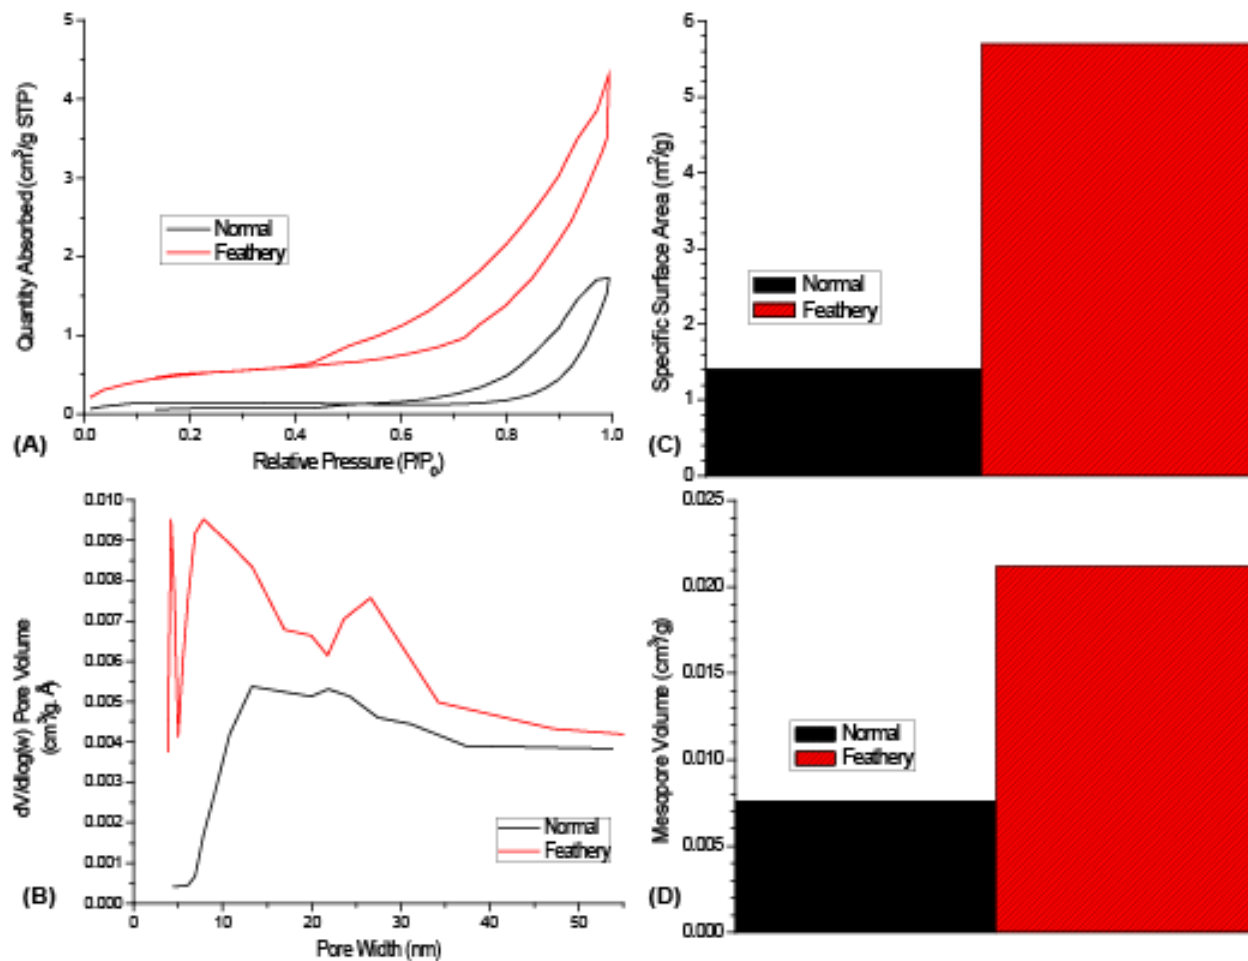 5
4
3
2
1
0
Quantity Absorbed (cm³/g STP)
Normal
Feathery
0.0 0.2 0.4 0.6 0.8 1.0
(A)
Relative Pressure (P/P₀)
6
5
4
3
2
1
0
Specific Surface Area (m²/g)
Normal
Feathery
(C)
0.010
0.009
0.008
0.007
0.006
0.005
0.004
0.003
0.002
0.001
0.000
dV/dlog(w) Pore Volume
(cm³/g. Å)
Normal
Feathery
(B)
0 10 20 30 40 50
Pore Width (nm)
0.025
0.020
0.015
0.010
0.005
0.000
Mesopore Volume (cm³/g)
Normal
Feathery
(D)